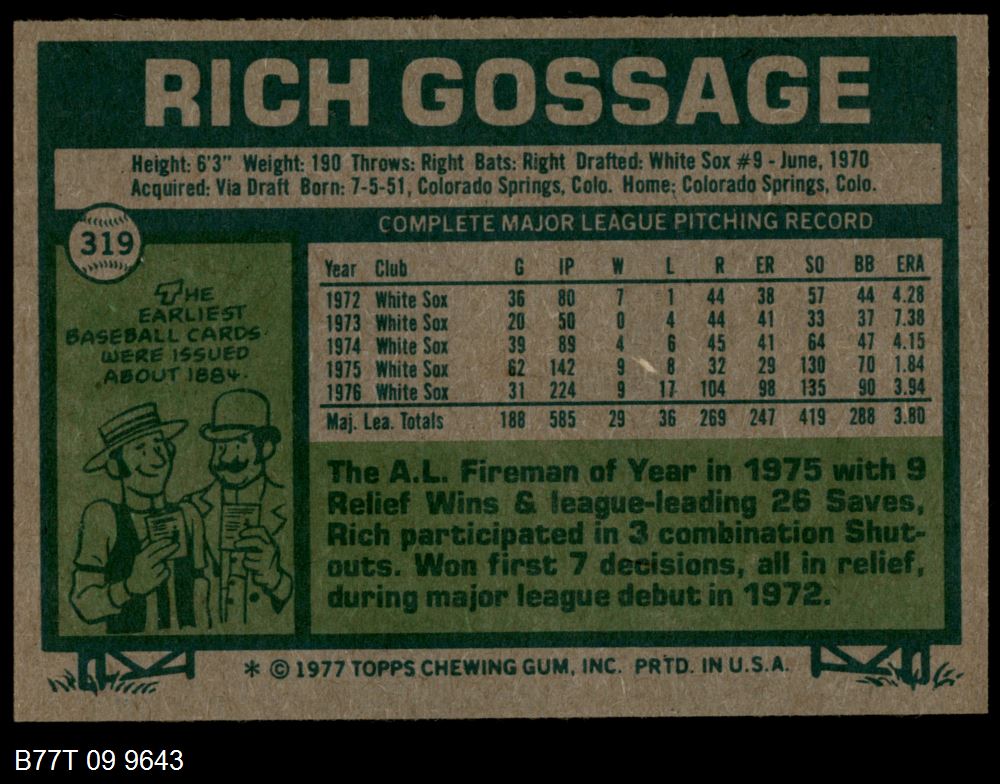 RICH GOSSAGE
Height: 6'3" Weight: 190 Throws: Right Bats: Right Drafted: White Sox #9 - June, 1970
Acquired: Via Draft Born: 7-5-51, Colorado Springs, Colo. Home: Colorado Springs, Colo.
319
THE
EARLIEST
BASEBALL CARDS
WERE ISSUED
ABOUT 1884.
COMPLETE MAJOR LEAGUE PITCHING RECORD
Year Club G IP W L R ER SO BB ERA
1972 White Sox 36 80 7 1 44 38 57 44 4.28
1973 White Sox 20 50 0 4 44 41 33 37 7.38
1974 White Sox 39 89 4 6 45 41 64 47 4.15
1975 White Sox 62 142 9 8 32 29 130 70 1.84
1976 White Sox 31 224 9 17 104 98 135 90 3.94
Maj. Lea. Totals 188 585 29 36 269 247 419 288 3.80
The A.L. Fireman of Year in 1975 with 9
Relief Wins & league-leading 26 Saves,
Rich participated in 3 combination Shut-
outs. Won first 7 decisions, all in relief,
during major league debut in 1972.
* © 1977 TOPPS CHEWING GUM, INC. PRTD. IN U.S.A.
B77T 09 9643